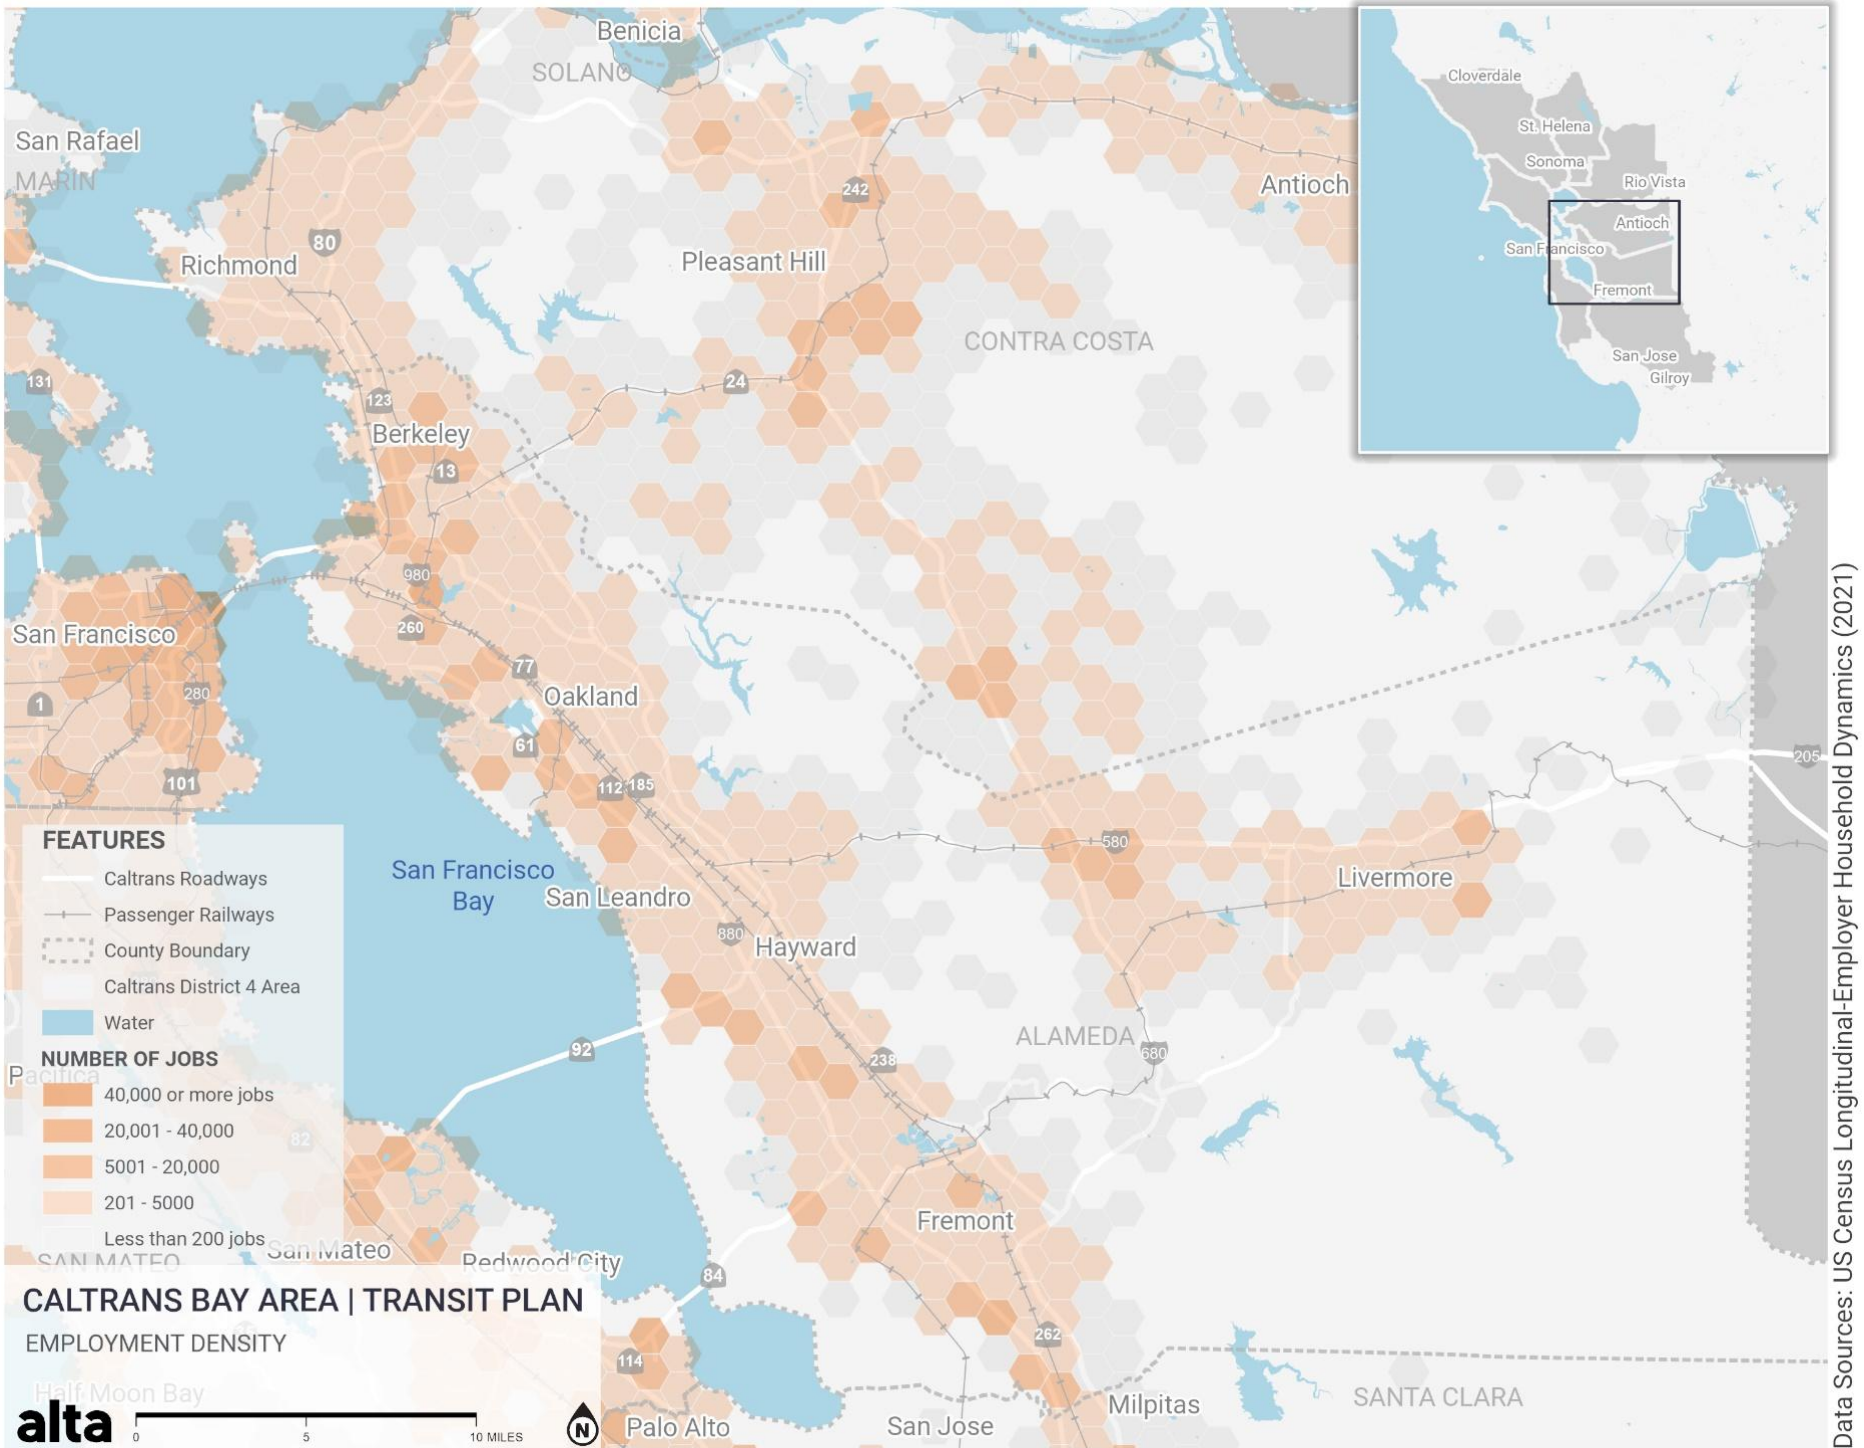 Benicia
SOLANO
San Rafael
MARIN
242
Antioch
80
Richmond
Pleasant Hill
CONTRA COSTA
131
24
123
Berkeley
13
980
San Francisco
260
77
280
1
Oakland
61
101
112
185
205
580
San Francisco
Bay
San Leandro
Livermore
880
Hayward
ALAMEDA
92
238
680
Pacifica
82
Fremont
SAN MATEO
San Mateo
Redwood City
84
262
114
Half Moon Bay
Palo Alto
San Jose
Milpitas
SANTA CLARA
Cloverdale
St. Helena
Sonoma
Rio Vista
Antioch
San Francisco
Fremont
San Jose
Gilroy
FEATURES
Caltrans Roadways
Passenger Railways
County Boundary
Caltrans District 4 Area
Water
NUMBER OF JOBS
40,000 or more jobs
20,001 - 40,000
5001 - 20,000
201 - 5000
Less than 200 jobs
CALTRANS BAY AREA | TRANSIT PLAN
EMPLOYMENT DENSITY
alta
0 5 10 MILES
N
Data Sources: US Census Longitudinal-Employer Household Dynamics (2021)